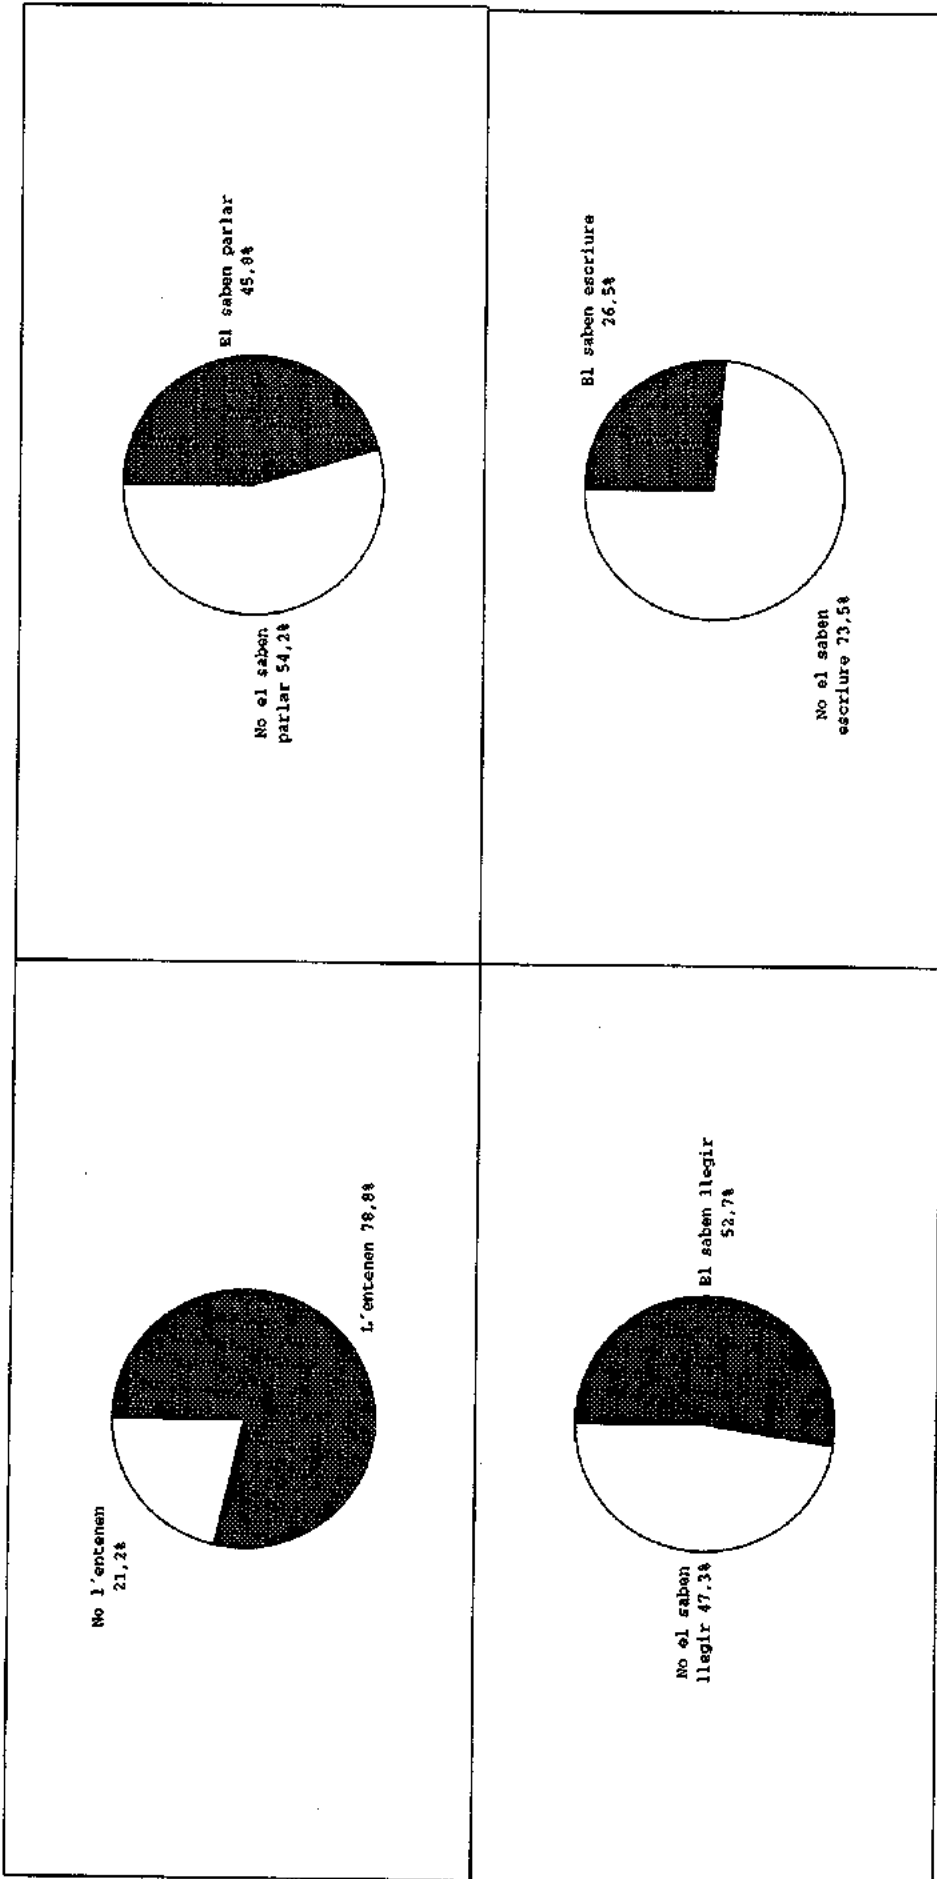 No l'entenen
21,2%
L'entenen 78,8%
El saben parlar
45,8%
No el saben
parlar 54,2%
El saben llegir
52,7%
No el saben
llegir 47,3%
El saben escriure
26,5%
No el saben
escriure 73,5%